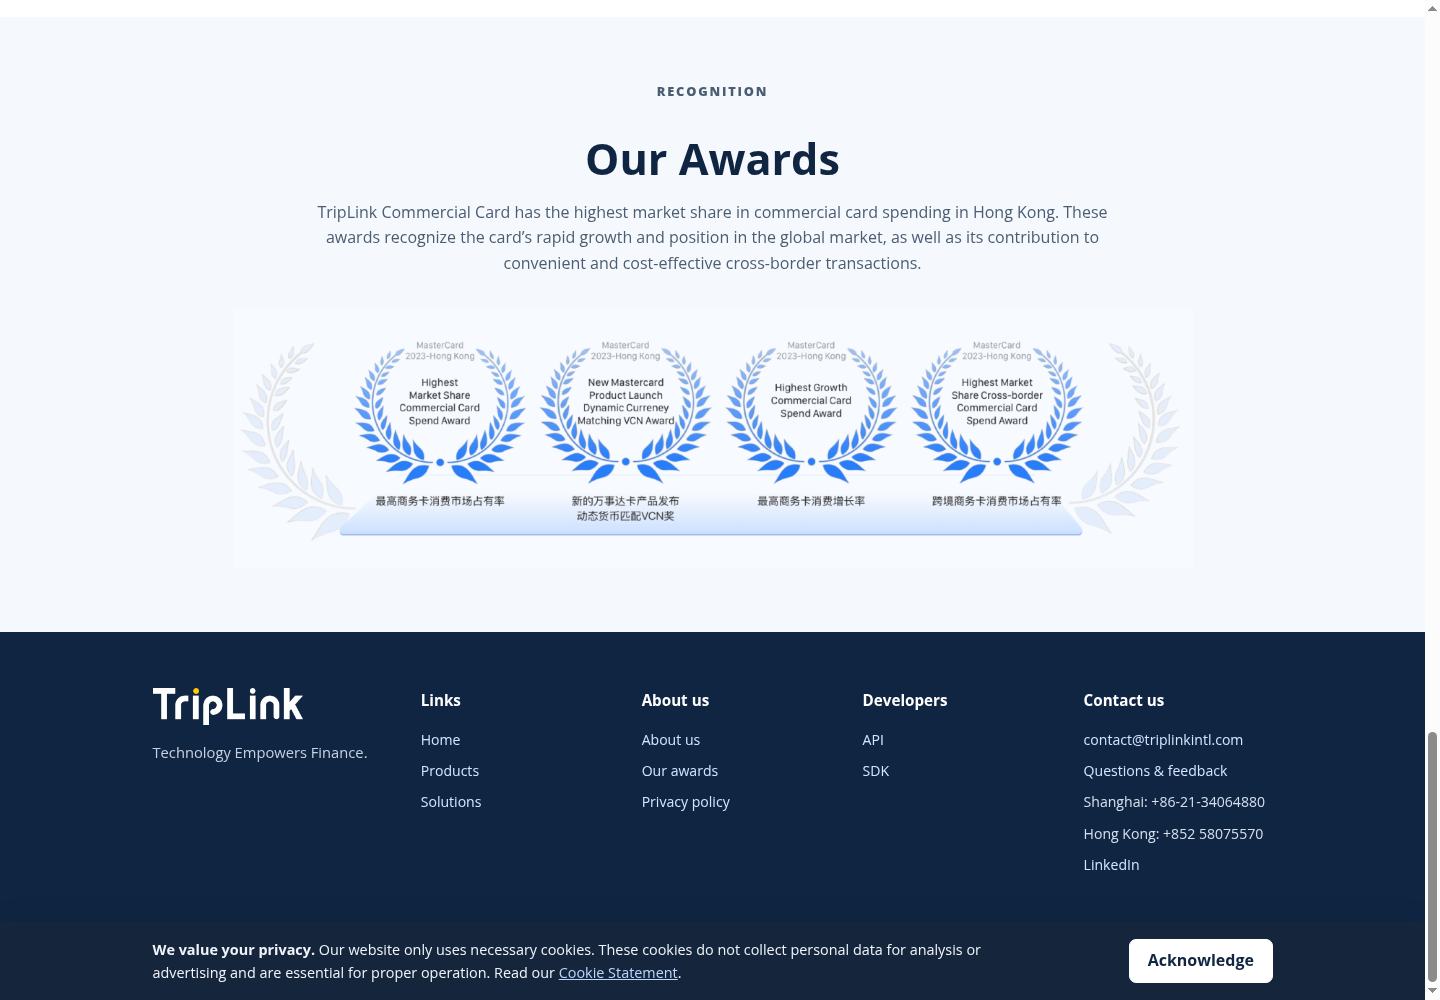 RECOGNITION
Our Awards
TripLink Commercial Card has the highest market share in commercial card spending in Hong Kong. These
awards recognize the card’s rapid growth and position in the global market, as well as its contribution to
convenient and cost-effective cross-border transactions.
MasterCard
2023-Hong Kong
Highest
Market Share
Commercial Card
Spend Award
最高商务卡消费市场占有率
MasterCard
2023-Hong Kong
New Mastercard
Product Launch
Dynamic Curreney
Matching VCN Award
新的万事达卡产品发布
动态货币匹配VCN奖
MasterCard
2023-Hong Kong
Highest Growth
Commercial Card
Spend Award
最高商务卡消费增长率
MasterCard
2023-Hong Kong
Highest Market
Share Cross-border
Commercial Card
Spend Award
跨境商务卡消费市场占有率
TripLink
Technology Empowers Finance.
Links
Home
Products
Solutions
About us
About us
Our awards
Privacy policy
Developers
API
SDK
Contact us
contact@triplinkintl.com
Questions & feedback
Shanghai: +86-21-34064880
Hong Kong: +852 58075570
LinkedIn
We value your privacy. Our website only uses necessary cookies. These cookies do not collect personal data for analysis or
advertising and are essential for proper operation. Read our Cookie Statement.
Acknowledge